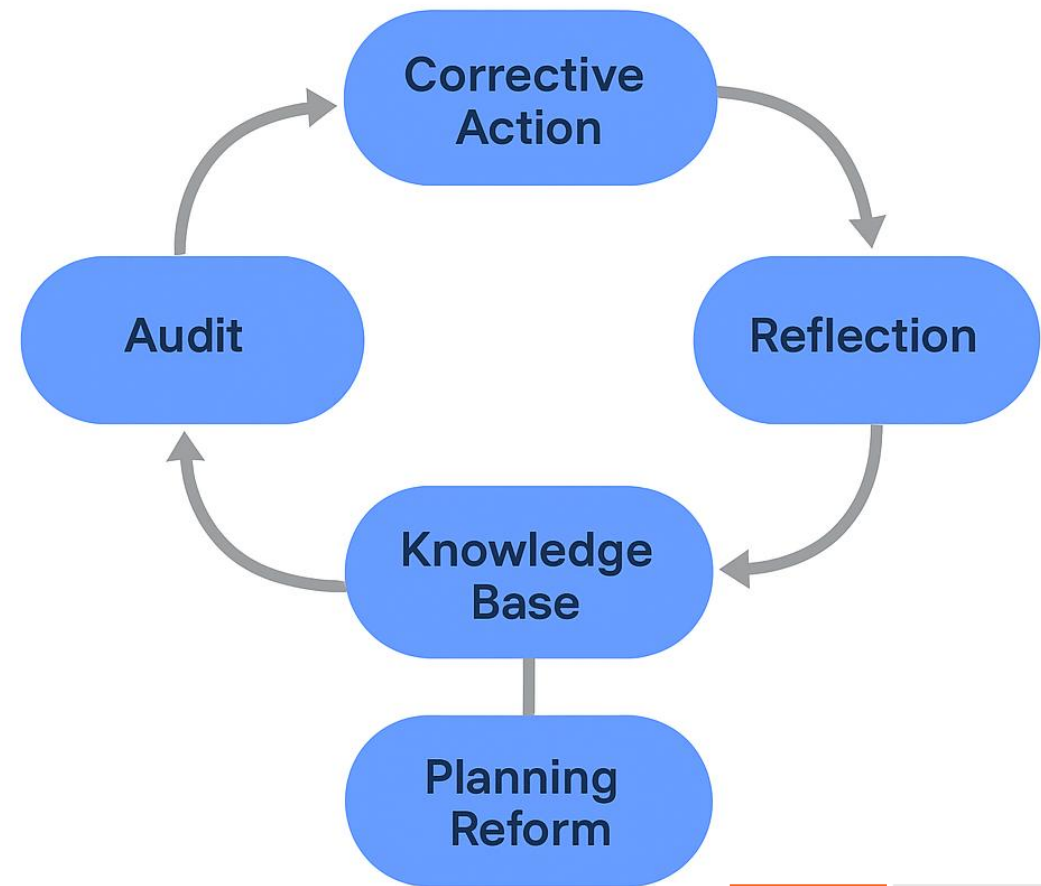 Corrective
Action
Audit
Reflection
Knowledge
Base
Planning
Reform